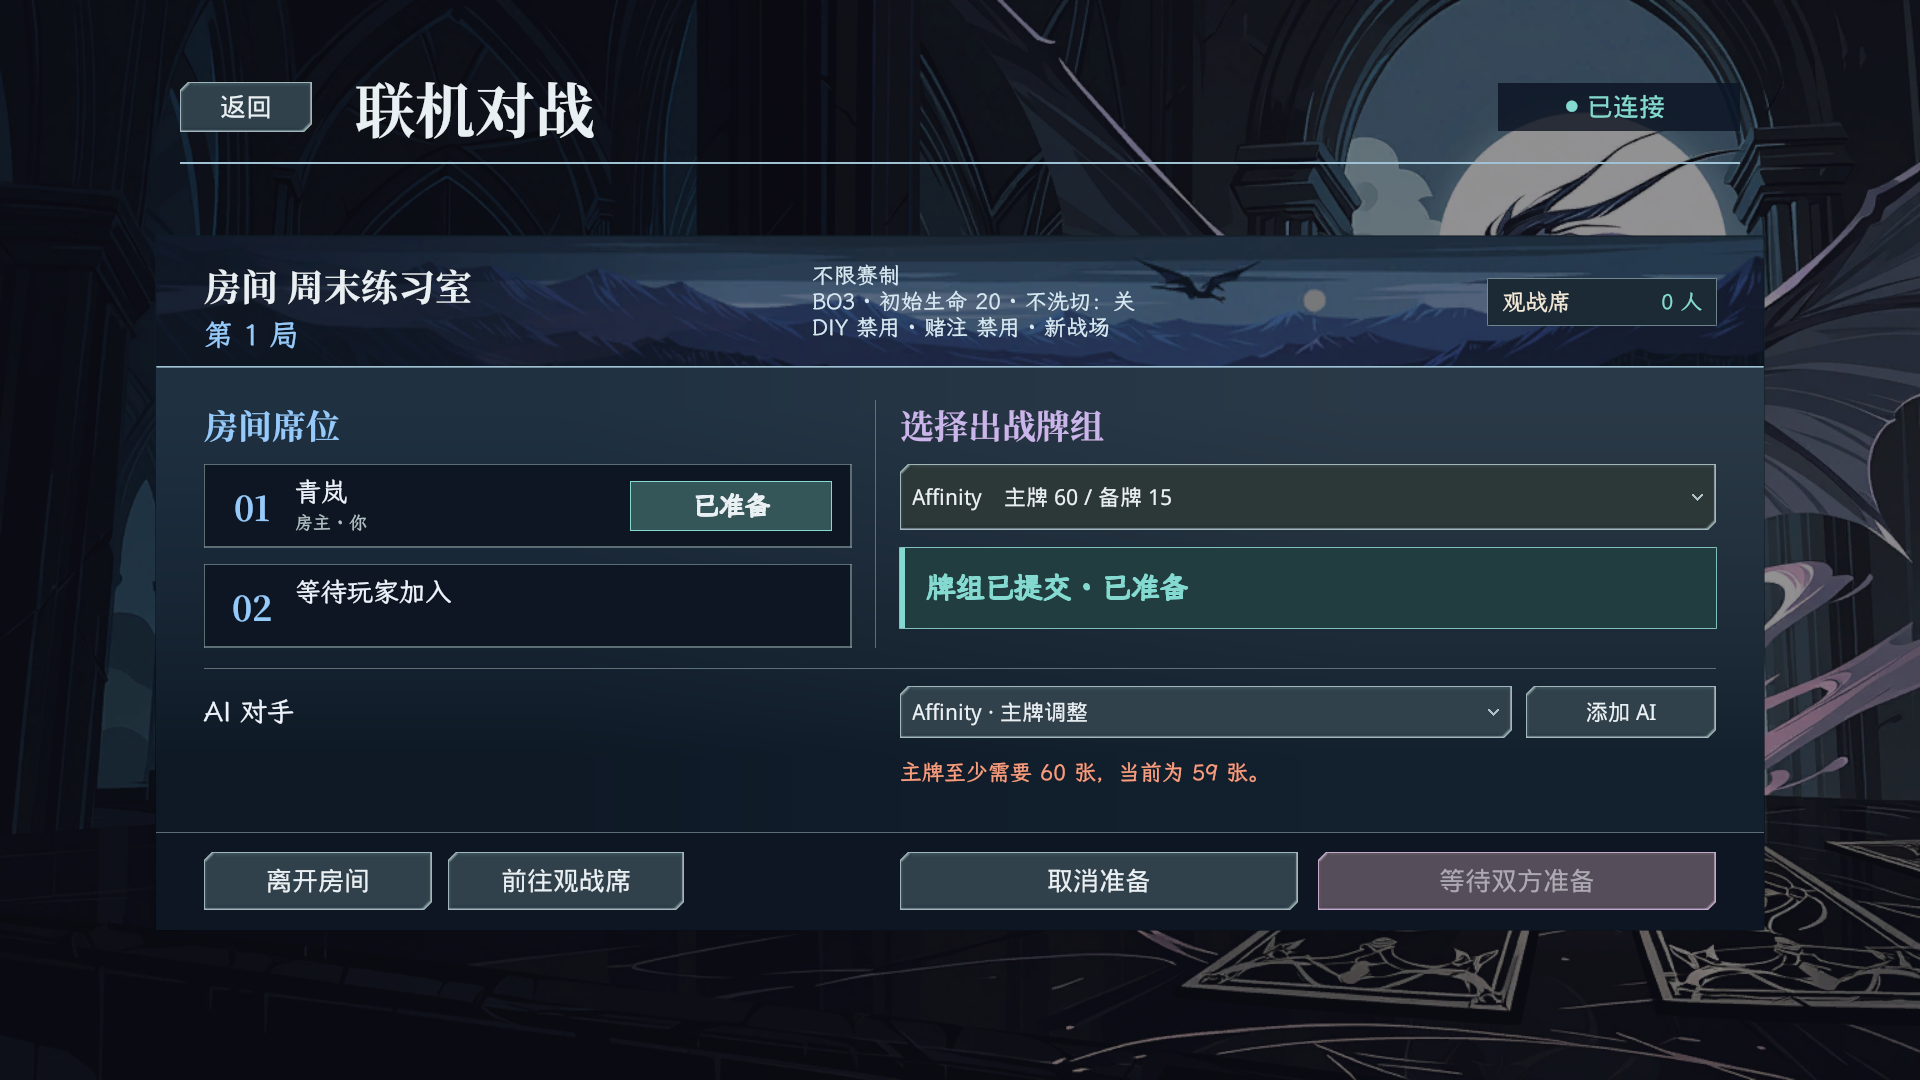 返回
联机对战
已连接
房间 周末练习室
第 1 局
不限赛制
BO3·初始生命 20·不洗切：关
DIY 禁用·赌注 禁用·新战场
观战席 0 人
房间席位
01 青岚
房主·你
已准备
02 等待玩家加入
选择出战牌组
Affinity 主牌 60 / 备牌 15
牌组已提交·已准备
AI 对手
Affinity · 主牌调整
添加 AI
主牌至少需要 60 张，当前为 59 张。
离开房间
前往观战席
取消准备
等待双方准备